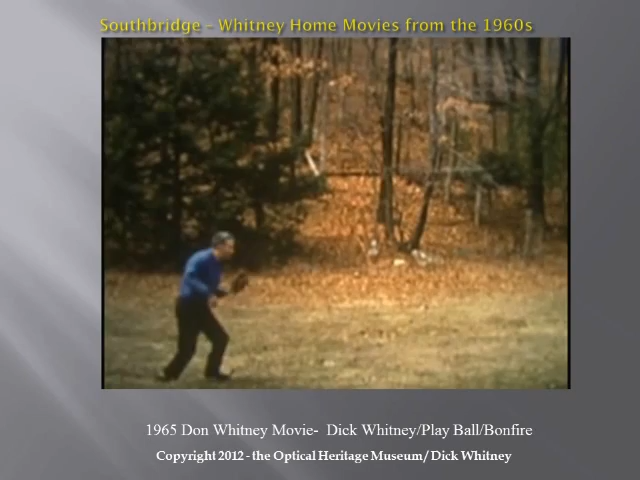 Southbridge – Whitney Home Movies from the 1960s
1965 Don Whitney Movie- Dick Whitney/Play Ball/Bonfire
Copyright 2012 - the Optical Heritage Museum / Dick Whitney